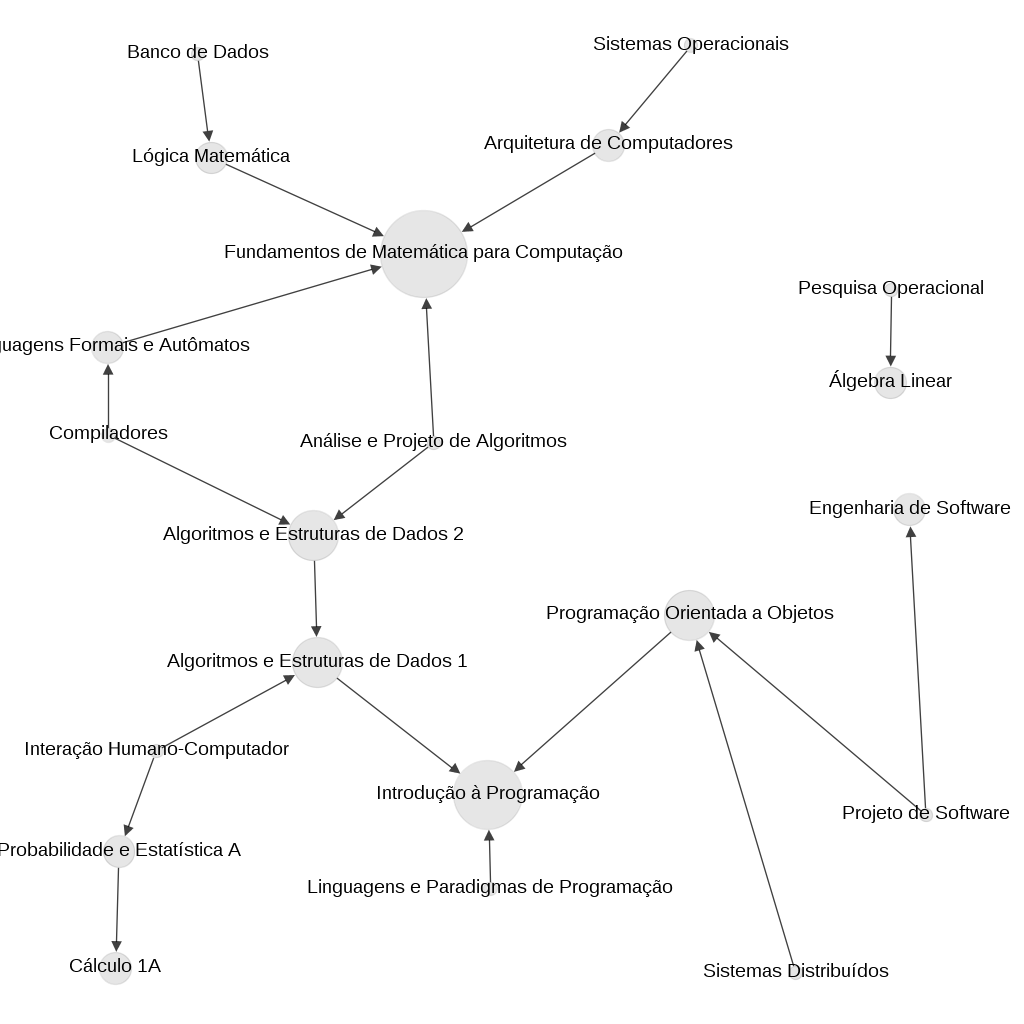 Sistemas Operacionais
Banco de Dados
Arquitetura de Computadores
Lógica Matemática
Fundamentos de Matemática para Computação
Pesquisa Operacional
guagens Formais e Autômatos
Álgebra Linear
Compiladores
Análise e Projeto de Algoritmos
Engenharia de Software
Algoritmos e Estruturas de Dados 2
Programação Orientada a Objetos
Algoritmos e Estruturas de Dados 1
Interação Humano-Computador
Introdução à Programação
Projeto de Software
Probabilidade e Estatística A
Linguagens e Paradigmas de Programação
Cálculo 1A
Sistemas Distribuídos